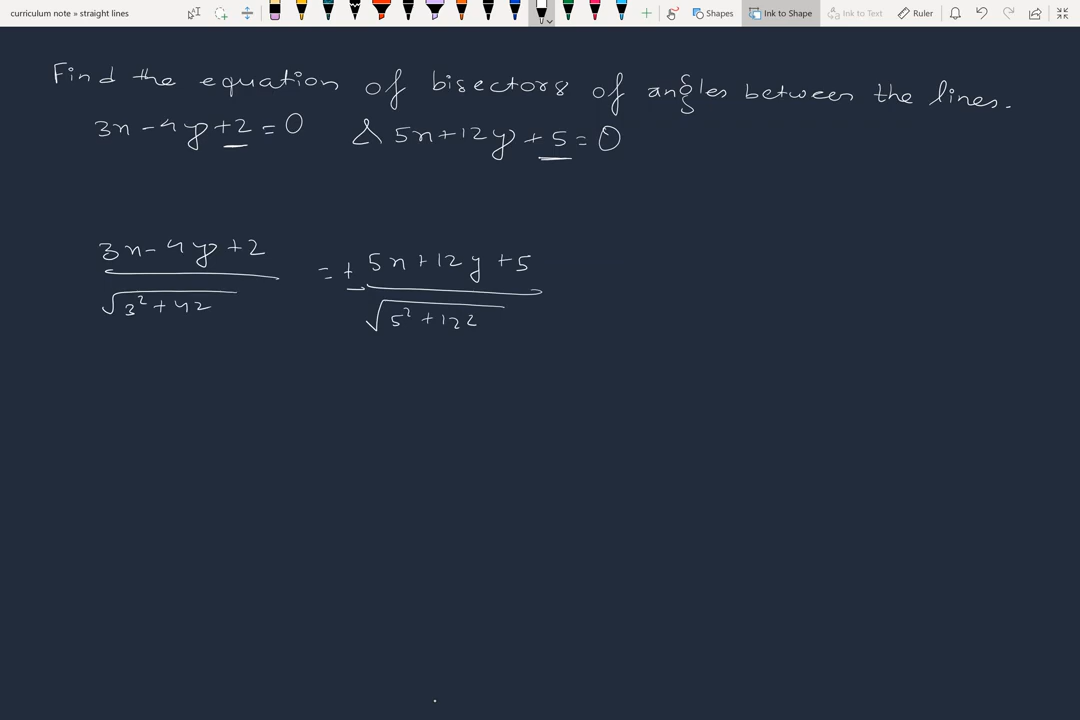 curriculum note » straight lines
Shapes Ink to Shape Ink to Text Ruler
Find the equation of bisectors of angles between the lines.
3x - 4y + 2 = 0 & 5x + 12y + 5 = 0
3x - 4y + 2 / √3² + 42 = ± 5x + 12y + 5 / √5² + 12²